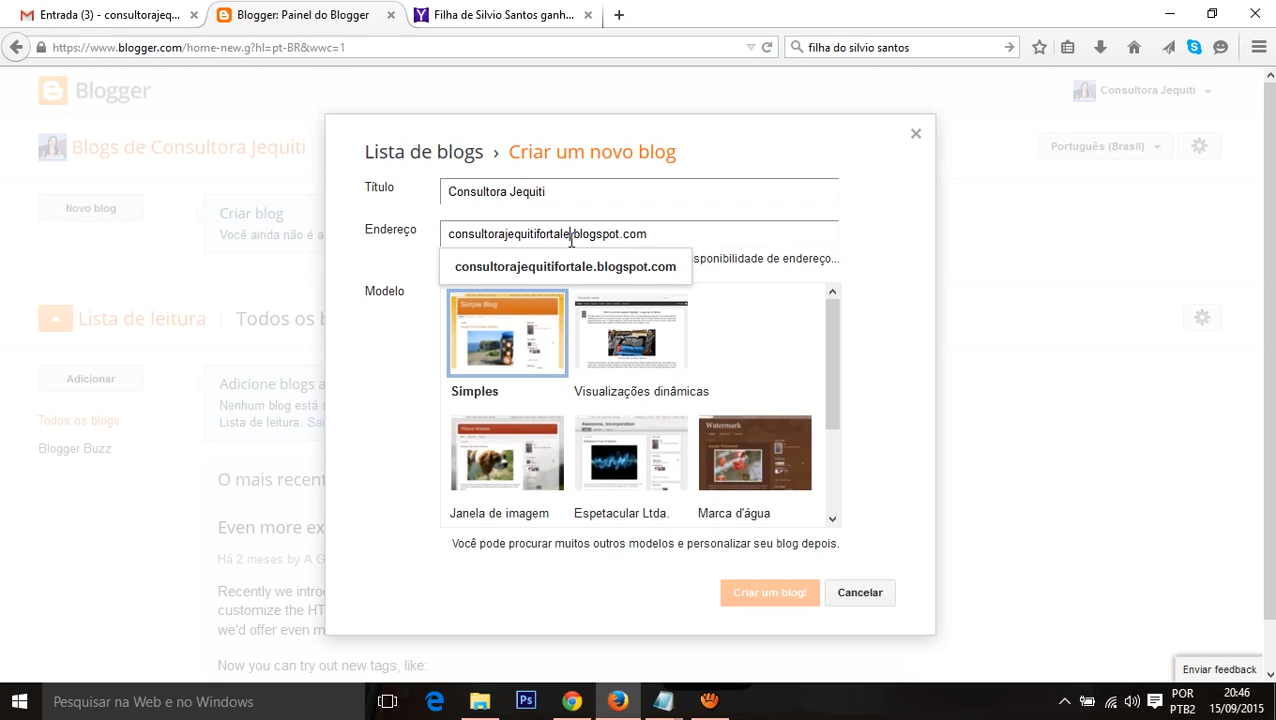 Entrada (3) - consultorajeq...
Blogger: Painel do Blogger
Filha de Silvio Santos ganh...
https://www.blogger.com/home-new.g?hl=pt-BR&wwc=1
filha do silvio santos
Blogger
Consultora Jequiti
Blogs de Consultora Jequiti
Português (Brasil)
Novo blog
Criar blog
Você ainda não
Lista de leitura
Todos os
Adicionar
Adicione blogs a
Nenhum blog está
Lista de leitura. Sa
Todos os blogs
Blogger Buzz
O mais recen
Even more ex
Há 2 meses by A G
Recently we introd
customize the HT
we'd offer even m
Now you can try out new tags, like:
Lista de blogs › Criar um novo blog
Título
Consultora Jequiti
Endereço
consultorajequitifortale.blogspot.com
consultorajequitifortale.blogspot.com
sponibilidade de endereço...
Modelo
Simple Blog
Simples
Visualizações dinâmicas
Picture Window
Awesome, Incorporation
Watermark
Janela de imagem
Espetacular Ltda.
Marca d'água
Você pode procurar muitos outros modelos e personalizar seu blog depois.
Criar um blog!
Cancelar
Enviar feedback
Pesquisar na Web e no Windows
POR
PTB2
20:46
15/09/2015